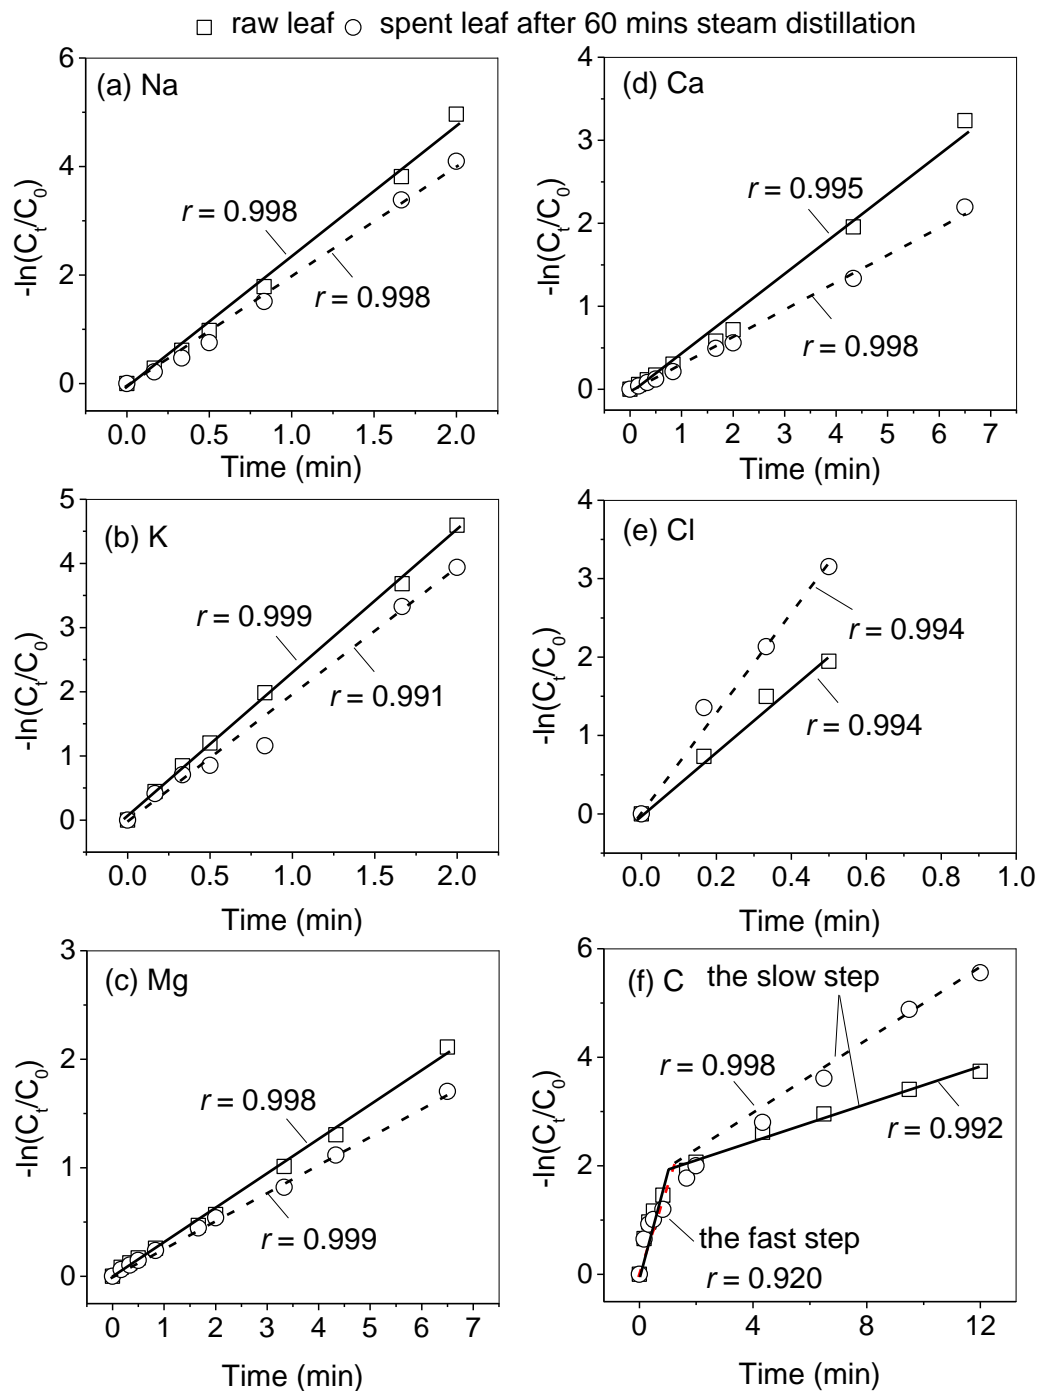 raw leaf spent leaf after 60 mins steam distillation
(a) Na
-ln(Ct/C0)
6
4
2
0
r = 0.998
r = 0.998
0.0 0.5 1.0 1.5 2.0
Time (min)
(d) Ca
-ln(Ct/C0)
4
3
2
1
0
r = 0.995
r = 0.998
0 1 2 3 4 5 6 7
Time (min)
(b) K
-ln(Ct/C0)
5
4
3
2
1
0
r = 0.999
r = 0.991
0.0 0.5 1.0 1.5 2.0
Time (min)
(e) Cl
-ln(Ct/C0)
4
3
2
1
0
r = 0.994
r = 0.994
0.0 0.2 0.4 0.6 0.8 1.0
Time (min)
(c) Mg
-ln(Ct/C0)
3
2
1
0
r = 0.998
r = 0.999
0 1 2 3 4 5 6 7
Time (min)
(f) C
-ln(Ct/C0)
6
4
2
0
the slow step
r = 0.998
r = 0.992
the fast step
r = 0.920
0 4 8 12
Time (min)